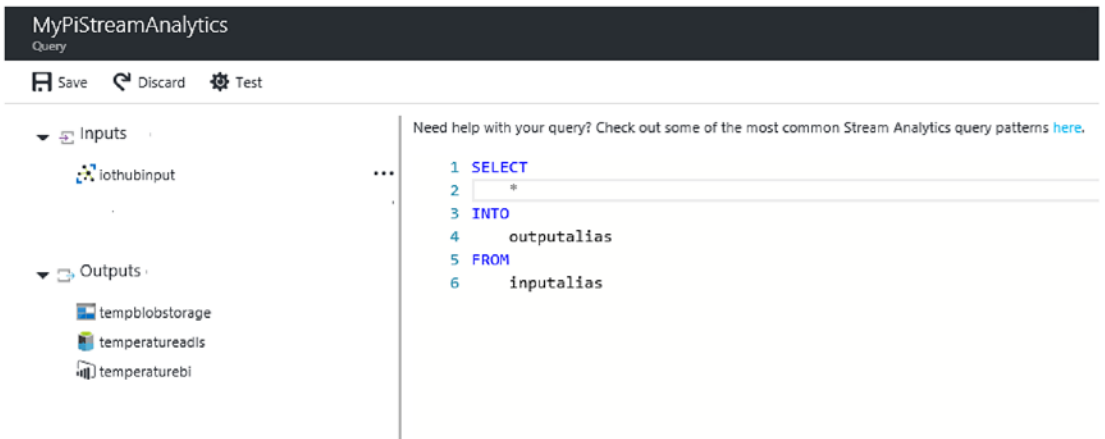 MyPiStreamAnalytics
Query
Save Discard Test
Inputs
iothubinput
...
Outputs
tempblobstorage
temperatureadls
temperaturebi
Need help with your query? Check out some of the most common Stream Analytics query patterns here.
1 SELECT
2 *
3 INTO
4 outputalias
5 FROM
6 inputalias